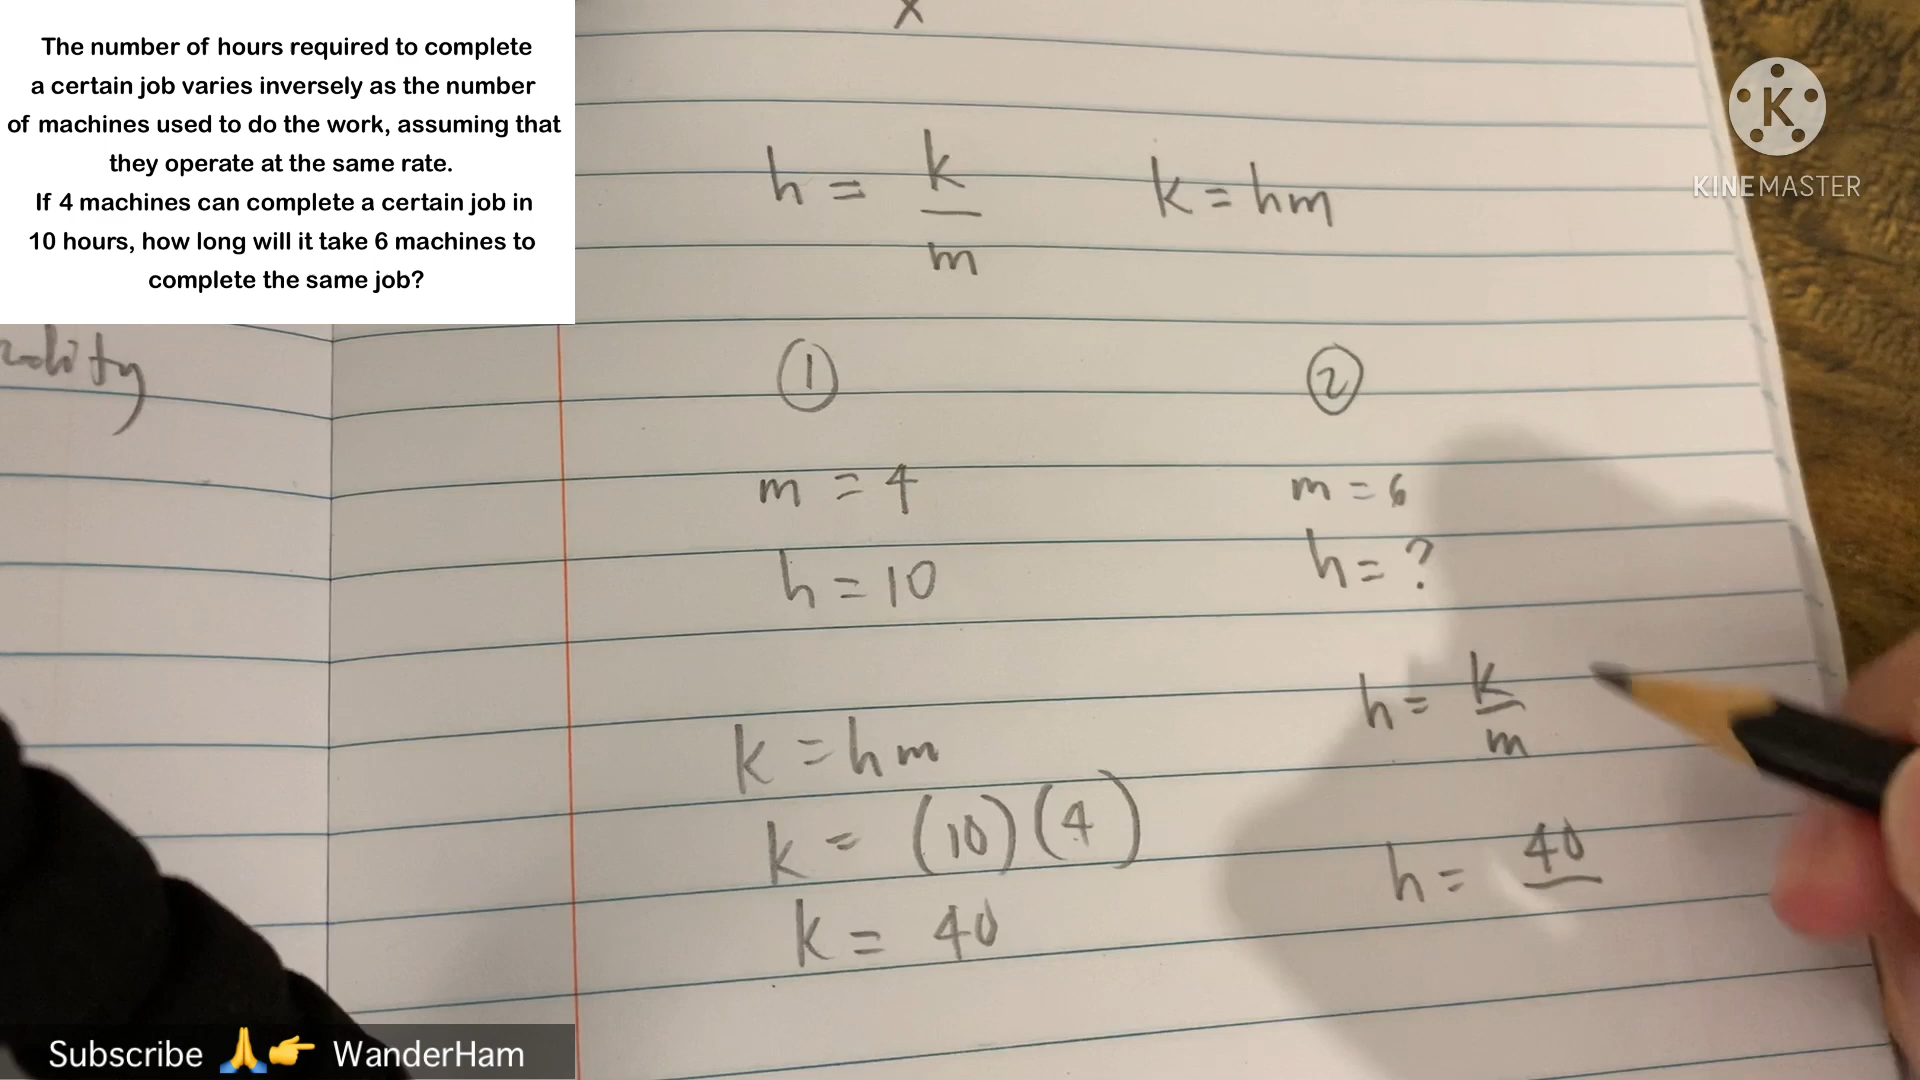 The number of hours required to complete
a certain job varies inversely as the number
of machines used to do the work, assuming that
they operate at the same rate.
If 4 machines can complete a certain job in
10 hours, how long will it take 6 machines to
complete the same job?
x
h = k/m
k = hm
KINEMASTER
①
②
m = 4
m = 6
h = 10
h = ?
k = hm
h = k/m
k = (10)(4)
h = 40
k = 40
Subscribe 🙏👉 WanderHam